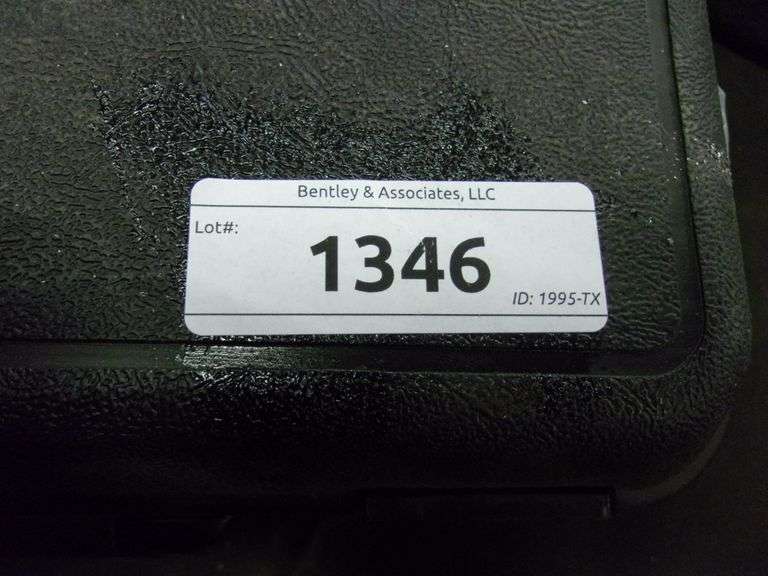 Bentley & Associates, LLC
Lot#:
1346
ID: 1995-TX